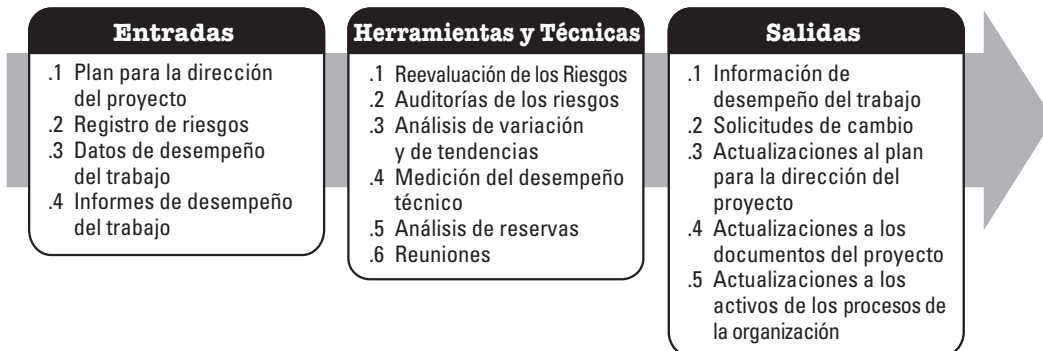 Entradas
.1 Plan para la dirección
del proyecto
.2 Registro de riesgos
.3 Datos de desempeño
del trabajo
.4 Informes de desempeño
del trabajo
Herramientas y Técnicas
.1 Reevaluación de los Riesgos
.2 Auditorías de los riesgos
.3 Análisis de variación
y de tendencias
.4 Medición del desempeño
técnico
.5 Análisis de reservas
.6 Reuniones
Salidas
.1 Información de
desempeño del trabajo
.2 Solicitudes de cambio
.3 Actualizaciones al plan
para la dirección del
proyecto
.4 Actualizaciones a los
documentos del proyecto
.5 Actualizaciones a los
activos de los procesos de
la organización